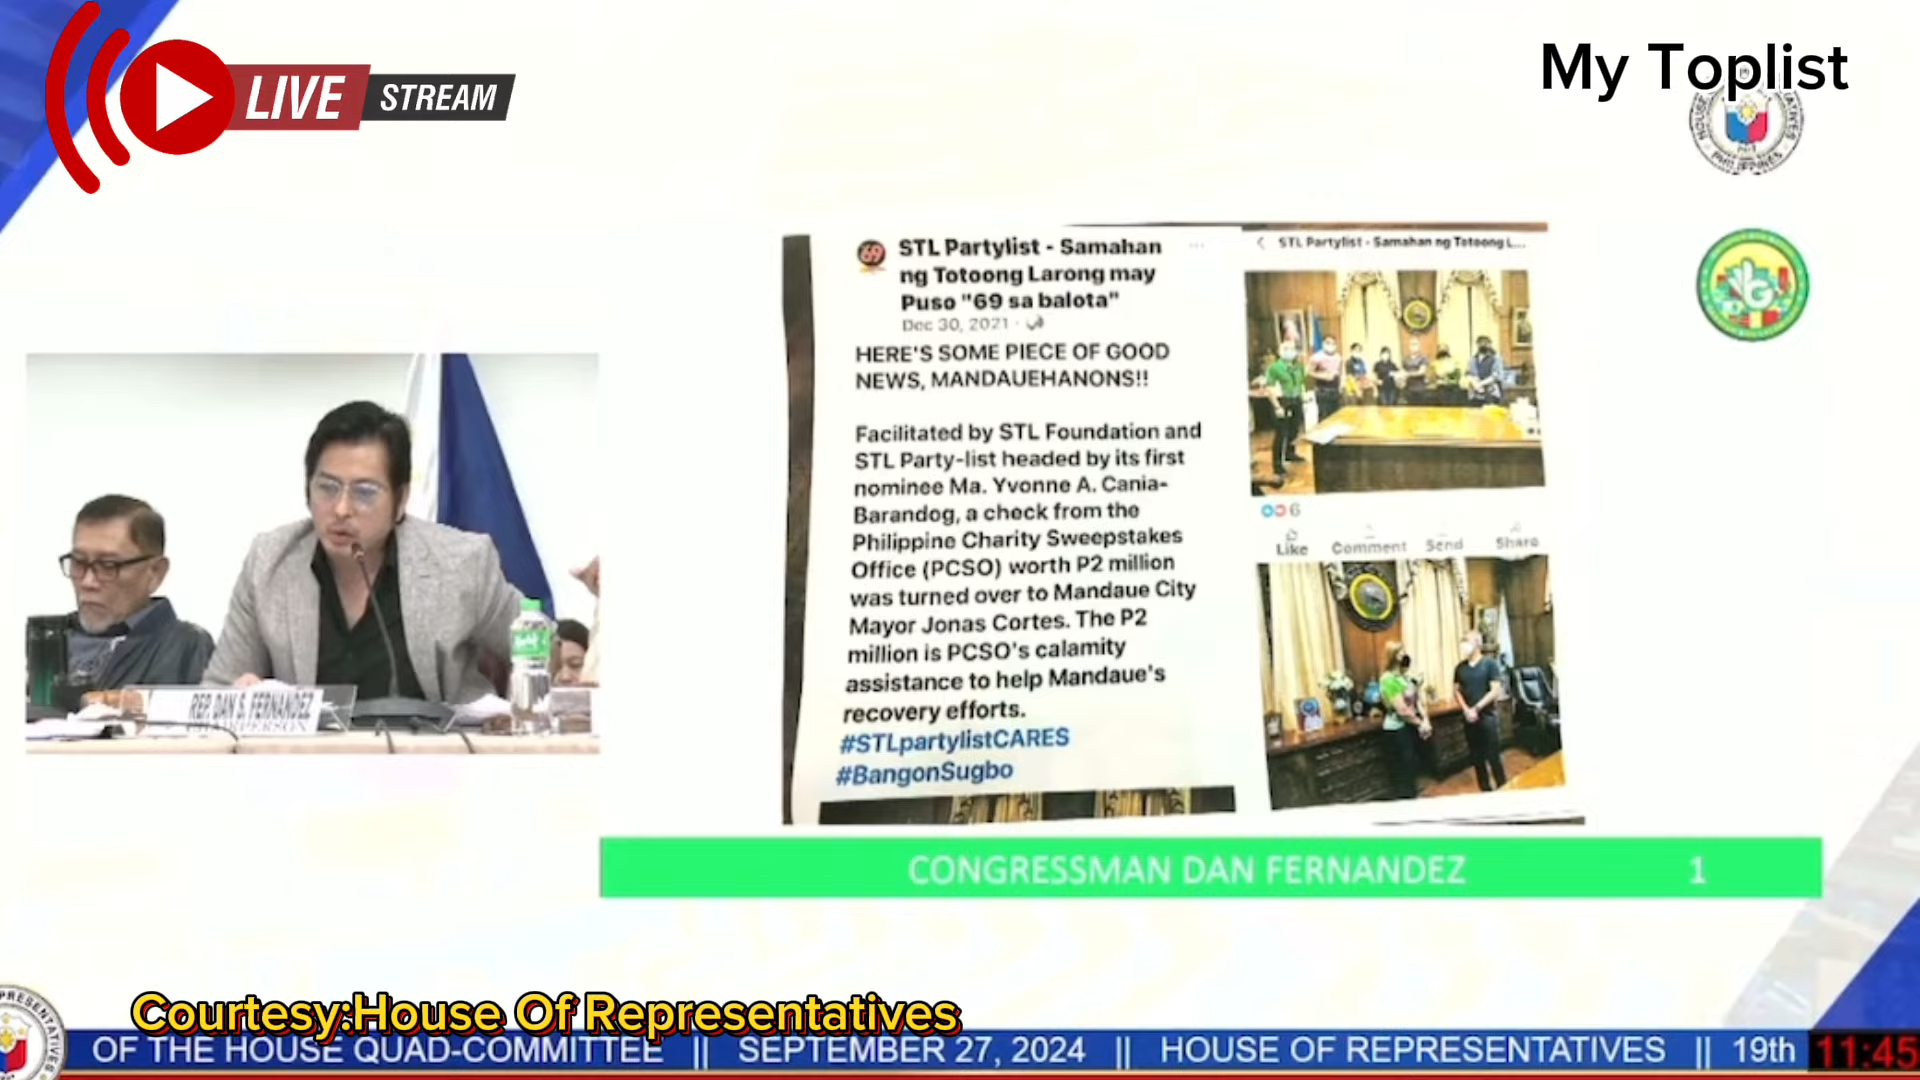 LIVE STREAM
My Toplist
STL Partylist - Samahan
ng Totoong Larong may
Puso "69 sa balota"
Dec 30, 2021
HERE'S SOME PIECE OF GOOD
NEWS, MANDAUEHANONS!!
Facilitated by STL Foundation and
STL Party-list headed by its first
nominee Ma. Yvonne A. Cania-
Barandog, a check from the
Philippine Charity Sweepstakes
Office (PCSO) worth P2 million
was turned over to Mandaue City
Mayor Jonas Cortes. The P2
million is PCSO's calamity
assistance to help Mandaue's
recovery efforts.
#STLpartylistCARES
#BangonSugbo
STL Partylist - Samahan ng Totoong L...
6
Like Comment Send Share
REP. DAN S. FERNANDEZ
CONGRESSMAN DAN FERNANDEZ 1
Courtesy:House Of Representatives
OF THE HOUSE QUAD-COMMITTEE || SEPTEMBER 27, 2024 || HOUSE OF REPRESENTATIVES || 19th
11:45